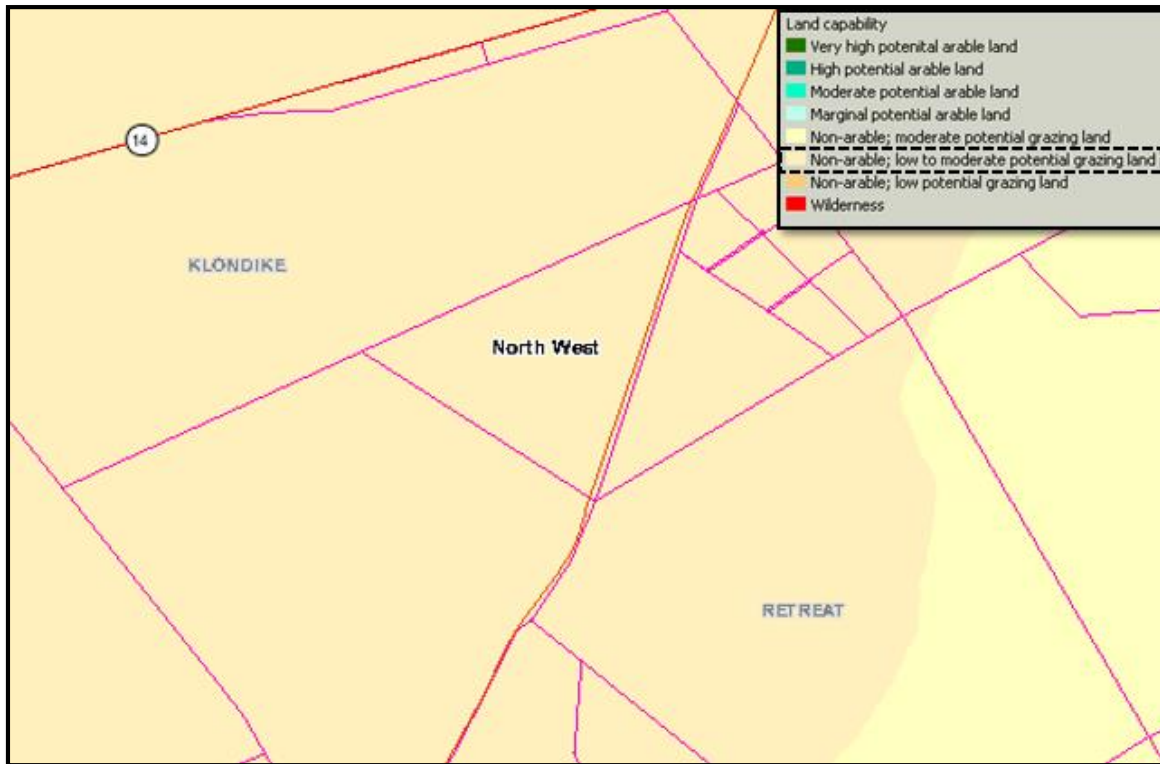 Land capability
Very high potenital arable land
High potential arable land
Moderate potential arable land
Marginal potential arable land
Non-arable; moderate potential grazing land
Non-arable; low to moderate potential grazing land
Non-arable; low potential grazing land
Wilderness
14
KLONDIKE
North West
RETREAT